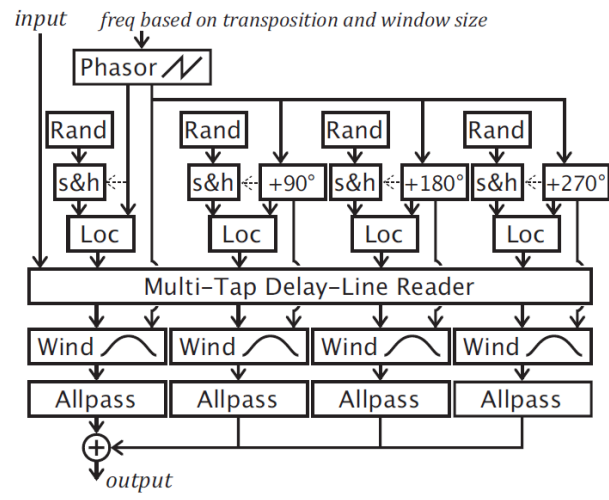 input freq based on transposition and window size
Phasor
Rand Rand Rand Rand
s&h s&h +90° s&h +180° s&h +270°
Loc Loc Loc Loc
Multi-Tap Delay-Line Reader
Wind Wind Wind Wind
Allpass Allpass Allpass Allpass
+
output